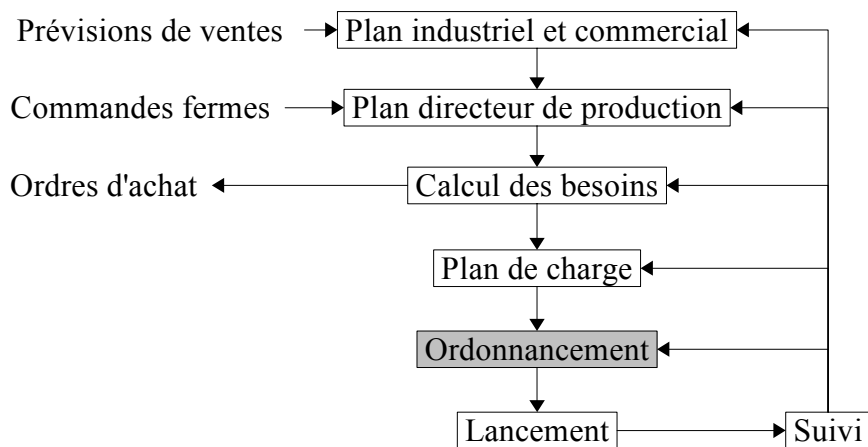 Prévisions de ventes
Plan industriel et commercial
Commandes fermes
Plan directeur de production
Ordres d'achat
Calcul des besoins
Plan de charge
Ordonnancement
Lancement
Suivi